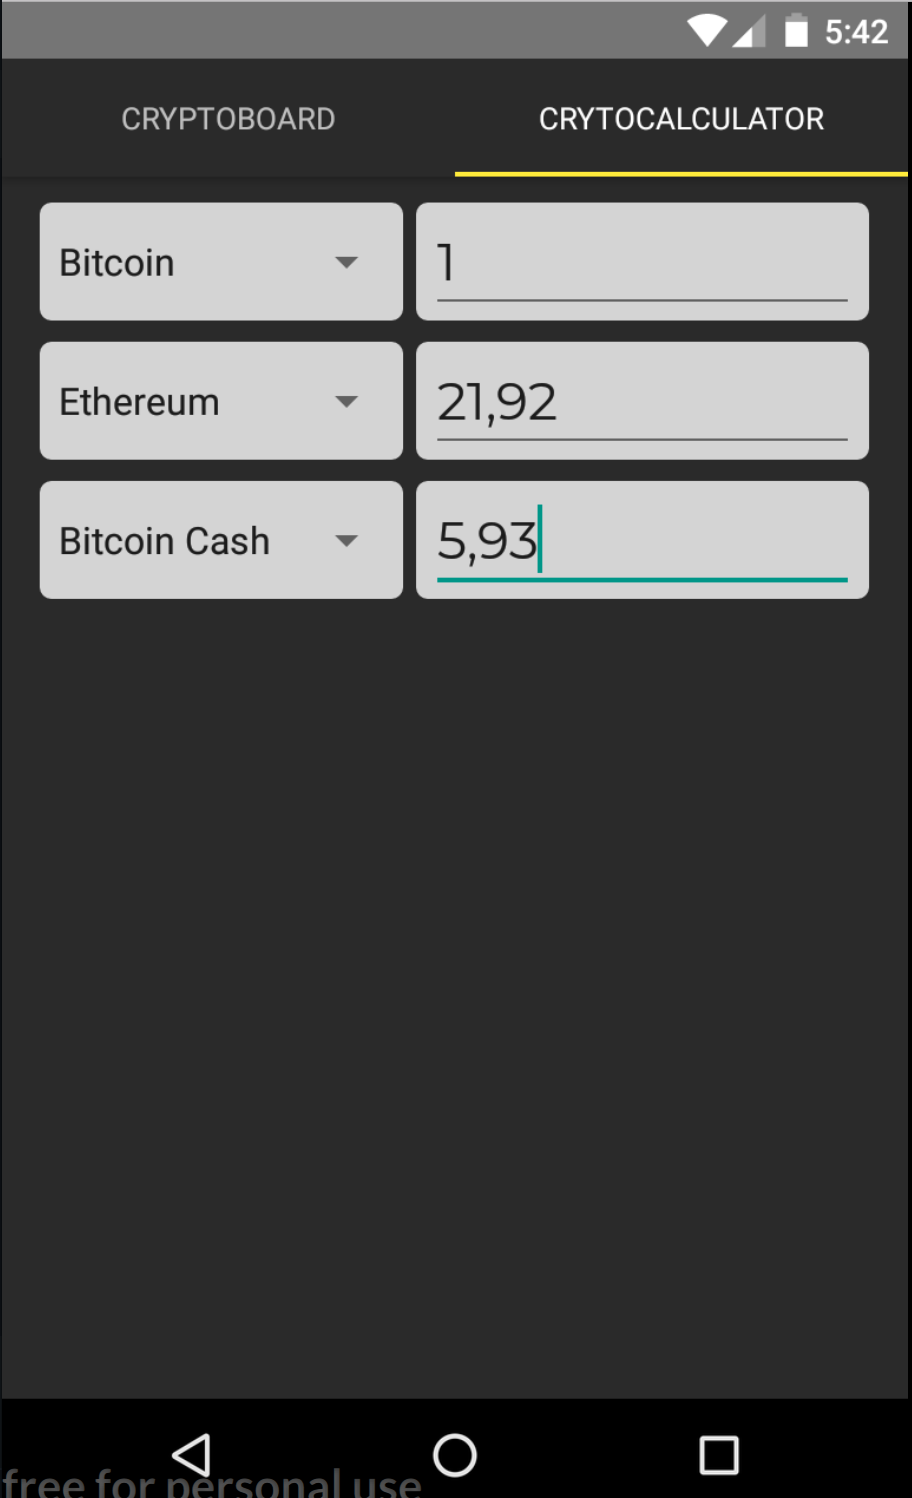 5:42
CRYPTOBOARD CRYTOCALCULATOR
Bitcoin 1
Ethereum 21,92
Bitcoin Cash 5,93
free for personal use